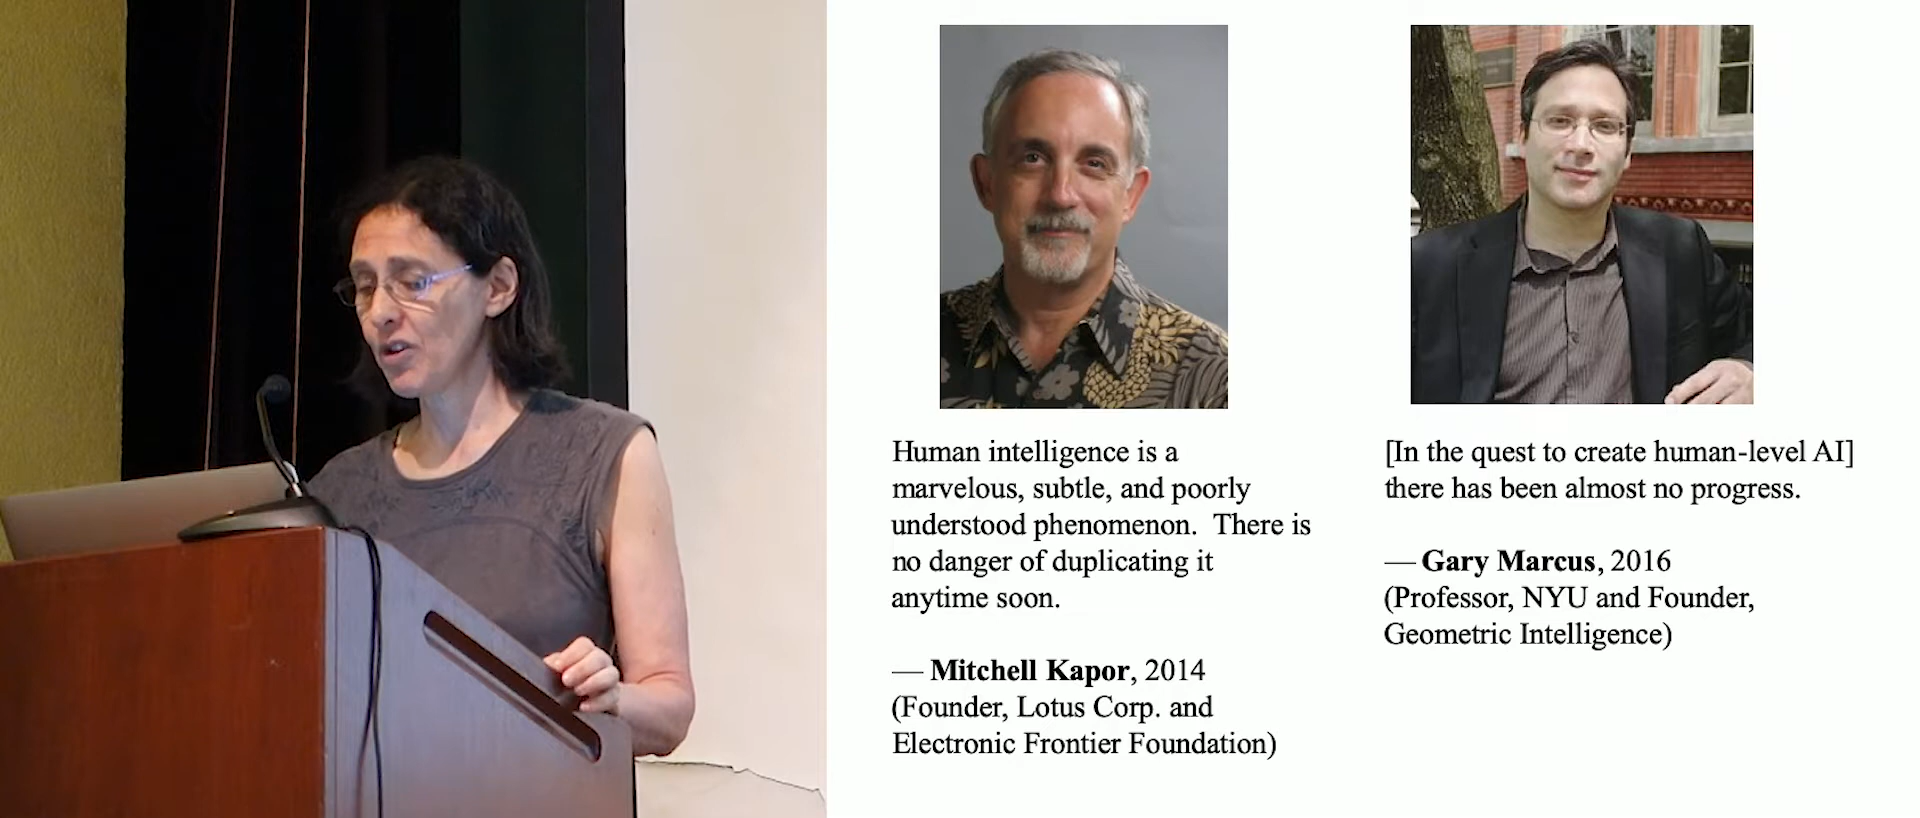 Human intelligence is a
marvelous, subtle, and poorly
understood phenomenon.  There is
no danger of duplicating it
anytime soon.
— Mitchell Kapor, 2014
(Founder, Lotus Corp. and
Electronic Frontier Foundation)
[In the quest to create human-level AI]
there has been almost no progress.
— Gary Marcus, 2016
(Professor, NYU and Founder,
Geometric Intelligence)